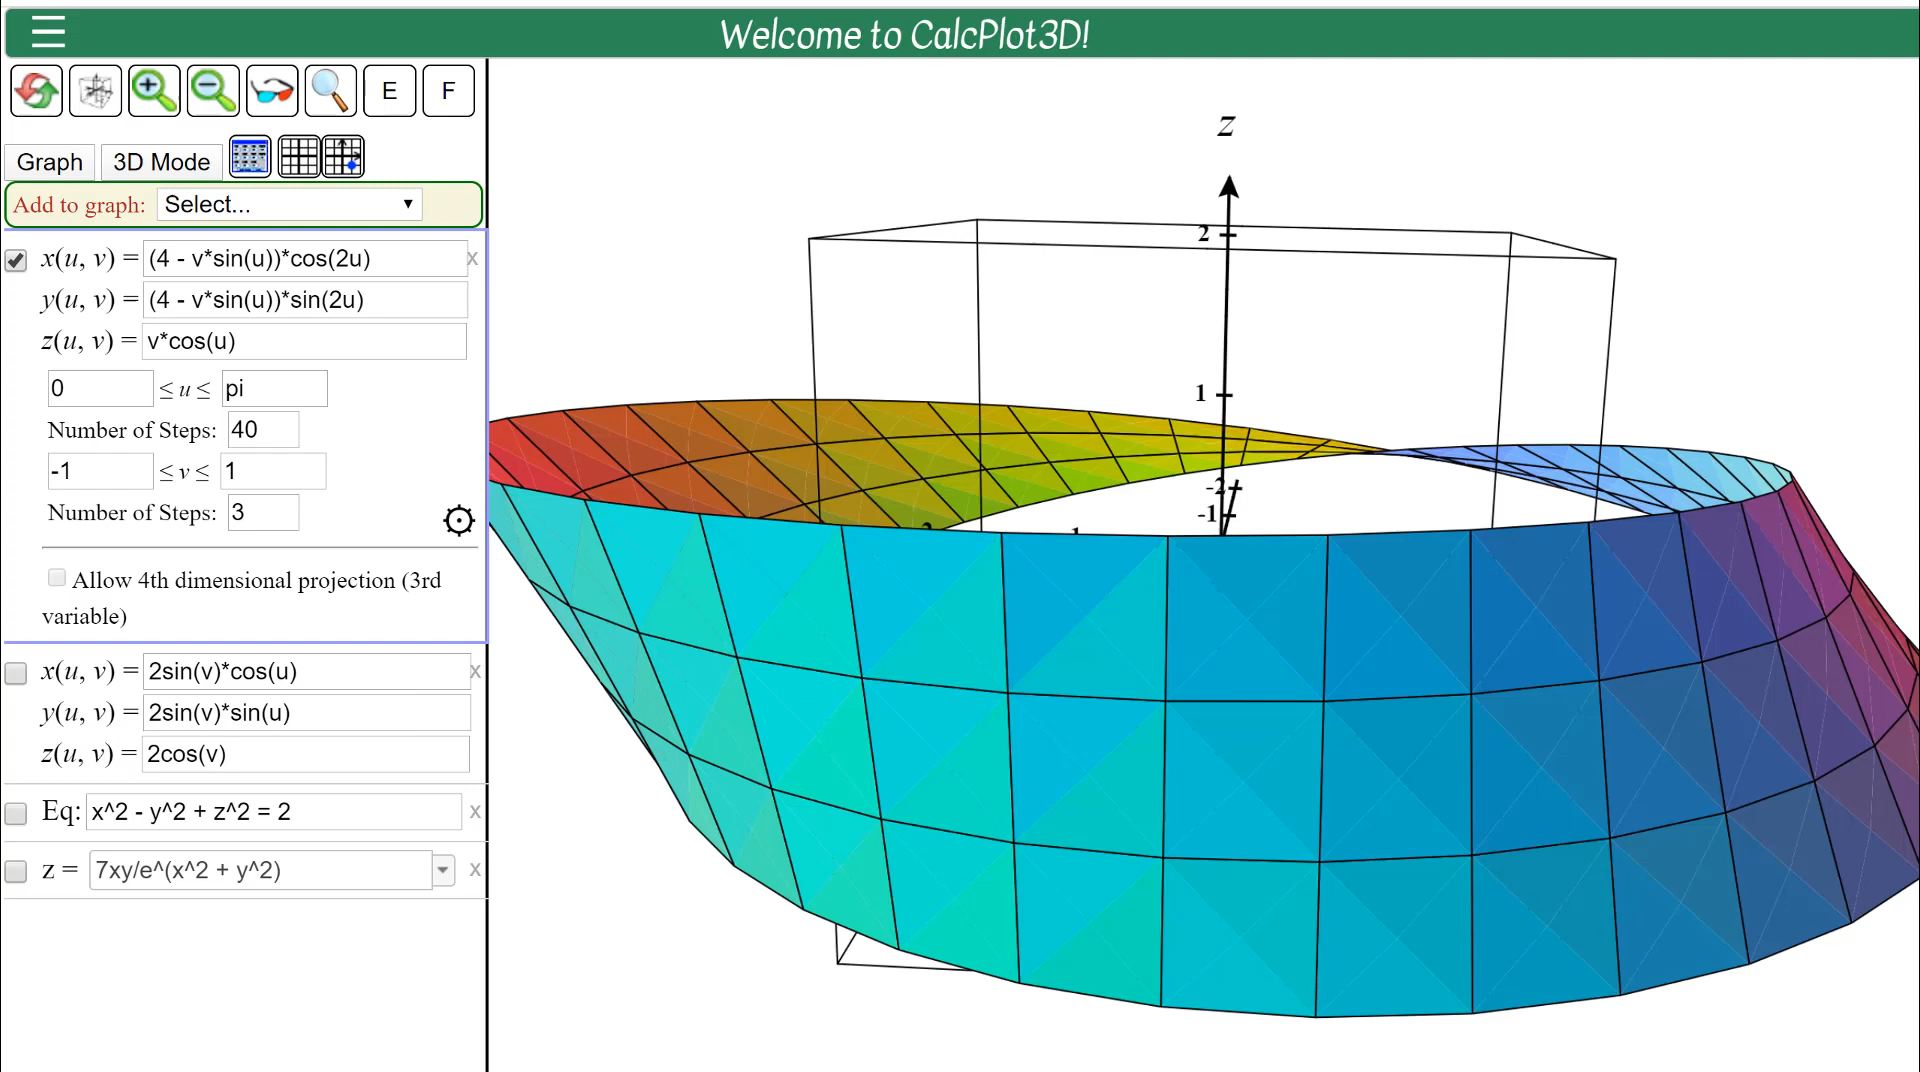 Welcome to CalcPlot3D!
E F
Graph 3D Mode
Add to graph: Select...
x(u, v) = (4 - v*sin(u))*cos(2u) x
y(u, v) = (4 - v*sin(u))*sin(2u)
z(u, v) = v*cos(u)
0 ≤ u ≤ pi
Number of Steps: 40
-1 ≤ v ≤ 1
Number of Steps: 3
Allow 4th dimensional projection (3rd
variable)
x(u, v) = 2sin(v)*cos(u) x
y(u, v) = 2sin(v)*sin(u)
z(u, v) = 2cos(v)
Eq: x^2 - y^2 + z^2 = 2 x
z = 7xy/e^(x^2 + y^2) x
z
2
1
-2
-1